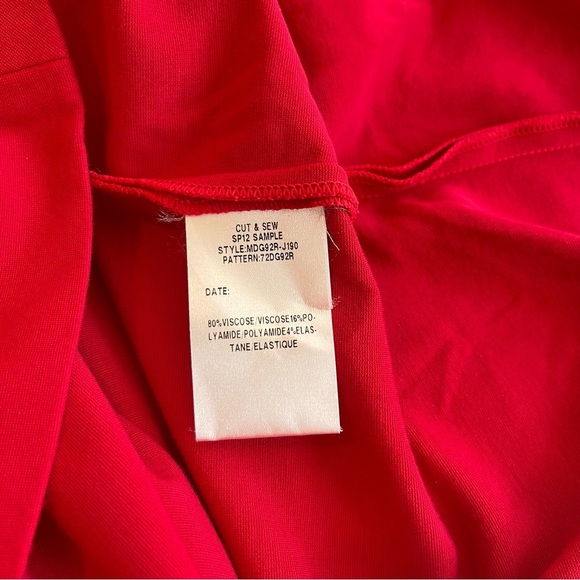 CUT & SEW
SP12 SAMPLE
STYLE:MDG92R-J190
PATTERN:72DG92R
DATE:
80%VISCOSE/VISCOSE16%PO-
LYAMIDE/POLYAMIDE4%ELAS-
TANE/ELASTIQUE